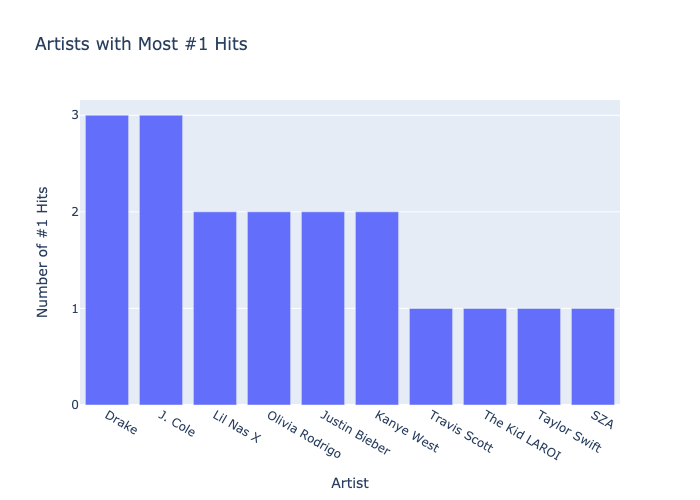 Artists with Most #1 Hits
Number of #1 Hits
3
2
1
0
Drake
J. Cole
Lil Nas X
Olivia Rodrigo
Justin Bieber
Kanye West
Travis Scott
The Kid LAROI
Taylor Swift
SZA
Artist